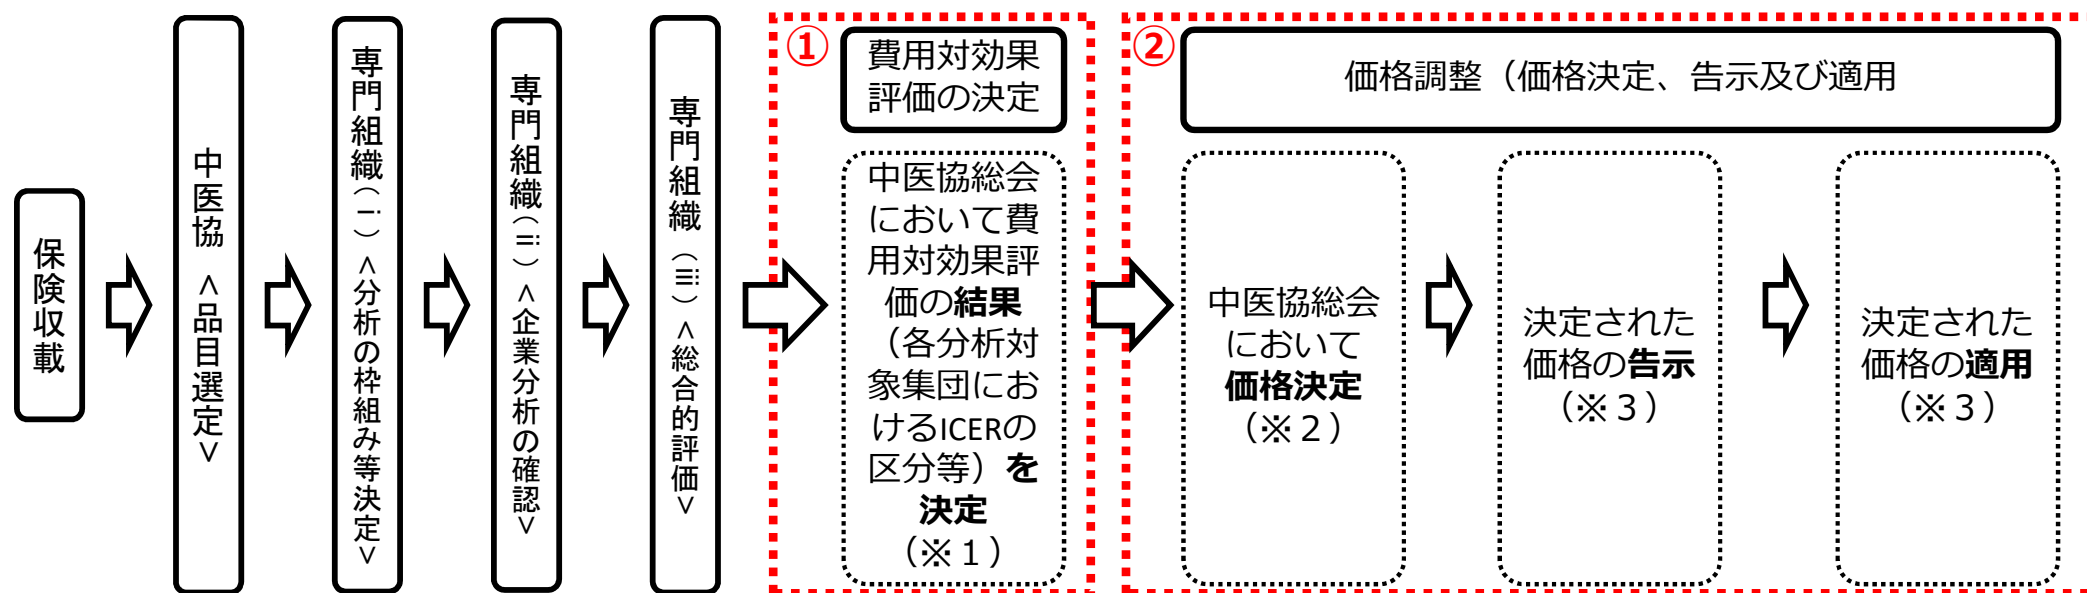 保険収載
中医協 <品目選定>
専門組織(ⅰ) <分析の枠組み等決定>
専門組織(ⅱ) <企業分析の確認>
専門組織(ⅲ) <総合的評価>
①
費用対効果
評価の決定
中医協総会
において費
用対効果評
価の結果
（各分析対
象集団にお
けるICERの
区分等）を
決定
（※１）
②
価格調整（価格決定、告示及び適用
中医協総会
において
価格決定
（※２）
決定された
価格の告示
（※３）
決定された
価格の適用
（※３）